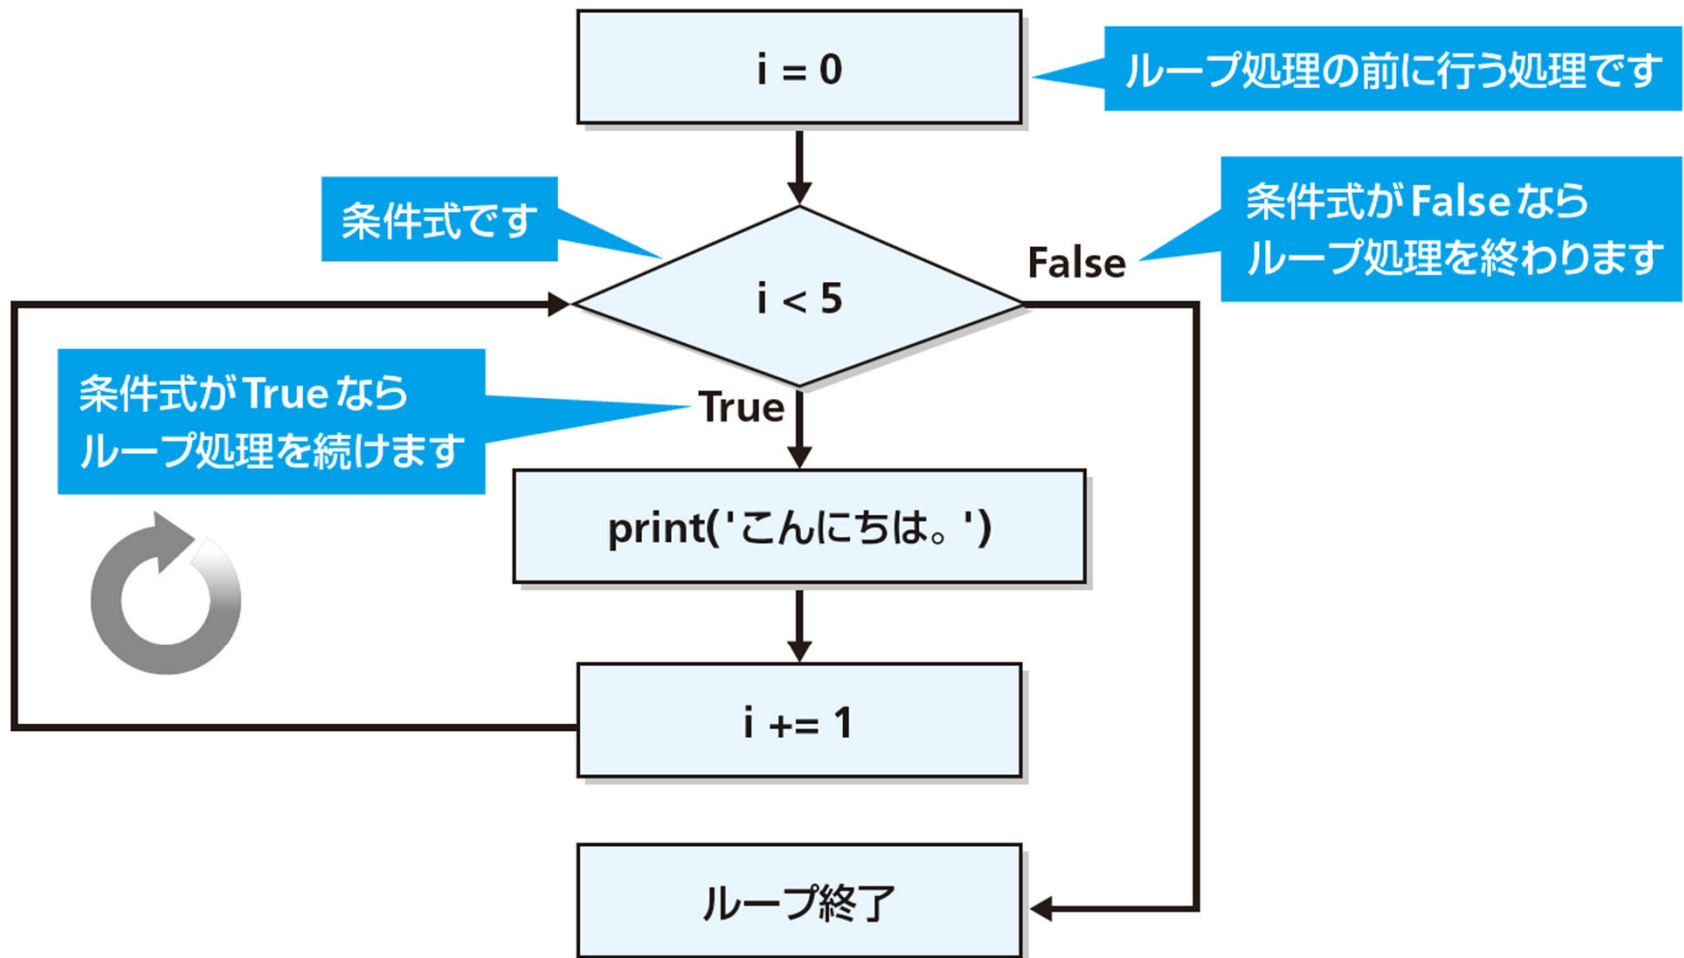 i = 0
ループ処理の前に行う処理です
条件式です
条件式がFalseなら
ループ処理を終わります
False
i < 5
条件式がTrueなら
ループ処理を続けます
True
print('こんにちは。')
i += 1
ループ終了